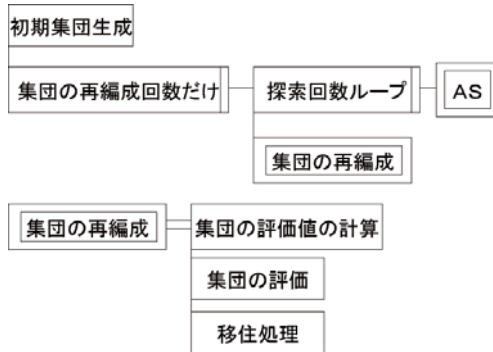 初期集団生成
集団の再編成回数だけ
探索回数ループ
AS
集団の再編成
集団の再編成
集団の評価値の計算
集団の評価
移住処理